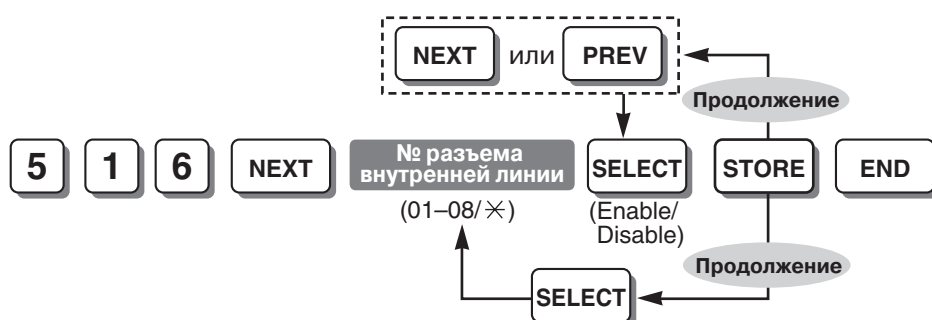 NEXT или PREV
Продолжение
5 1 6 NEXT № разъема внутренней линии SELECT STORE END
(01–08/✳)
(Enable/
Disable)
Продолжение
SELECT